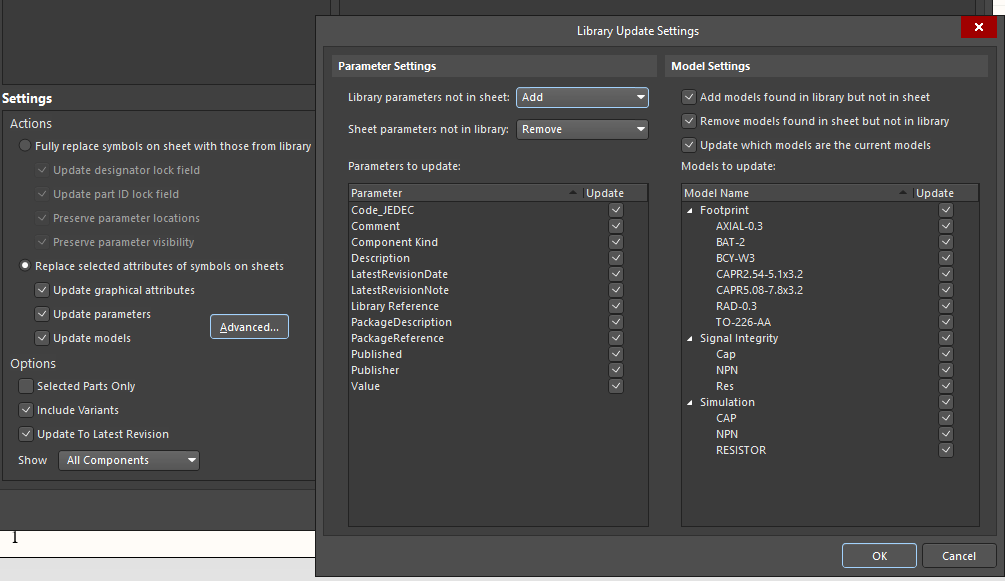 Settings
Actions
Fully replace symbols on sheet with those from library
Update designator lock field
Update part ID lock field
Preserve parameter locations
Preserve parameter visibility
Replace selected attributes of symbols on sheets
Update graphical attributes
Update parameters
Update models
Advanced...
Options
Selected Parts Only
Include Variants
Update To Latest Revision
Show All Components
1
Library Update Settings
Parameter Settings
Library parameters not in sheet: Add
Sheet parameters not in library: Remove
Parameters to update:
Parameter Update
Code_JEDEC
Comment
Component Kind
Description
LatestRevisionDate
LatestRevisionNote
Library Reference
PackageDescription
PackageReference
Published
Publisher
Value
Model Settings
Add models found in library but not in sheet
Remove models found in sheet but not in library
Update which models are the current models
Models to update:
Model Name Update
Footprint
AXIAL-0.3
BAT-2
BCY-W3
CAPR2.54-5.1x3.2
CAPR5.08-7.8x3.2
RAD-0.3
TO-226-AA
Signal Integrity
Cap
NPN
Res
Simulation
CAP
NPN
RESISTOR
OK Cancel